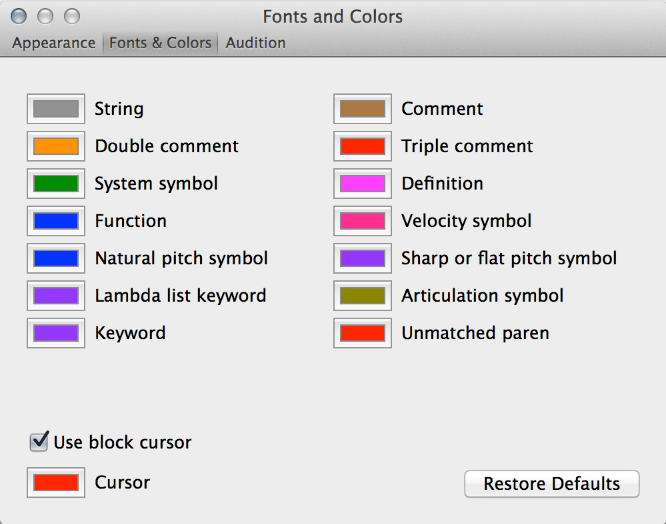 Fonts and Colors
Appearance Fonts & Colors Audition
String Comment
Double comment Triple comment
System symbol Definition
Function Velocity symbol
Natural pitch symbol Sharp or flat pitch symbol
Lambda list keyword Articulation symbol
Keyword Unmatched paren
Use block cursor
Cursor Restore Defaults